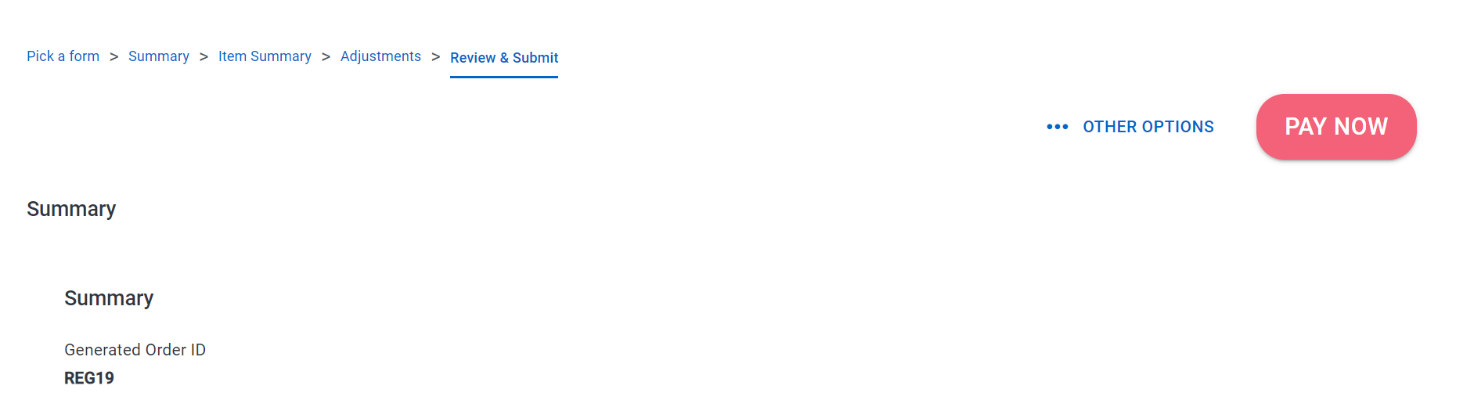 Pick a form > Summary > Item Summary > Adjustments > Review & Submit
••• OTHER OPTIONS PAY NOW
Summary
Summary
Generated Order ID
REG19